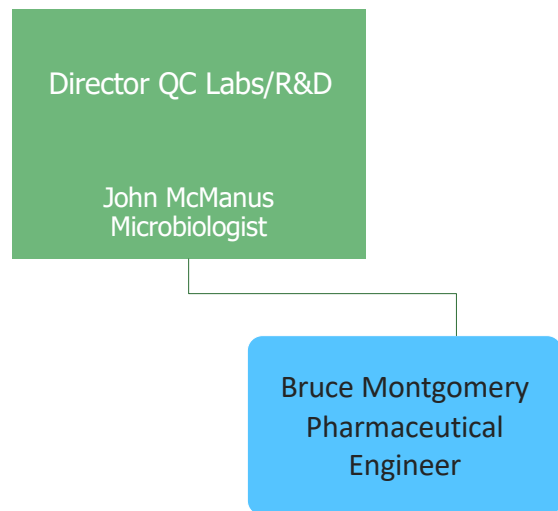 Director QC Labs/R&D
John McManus
Microbiologist
Bruce Montgomery
Pharmaceutical
Engineer